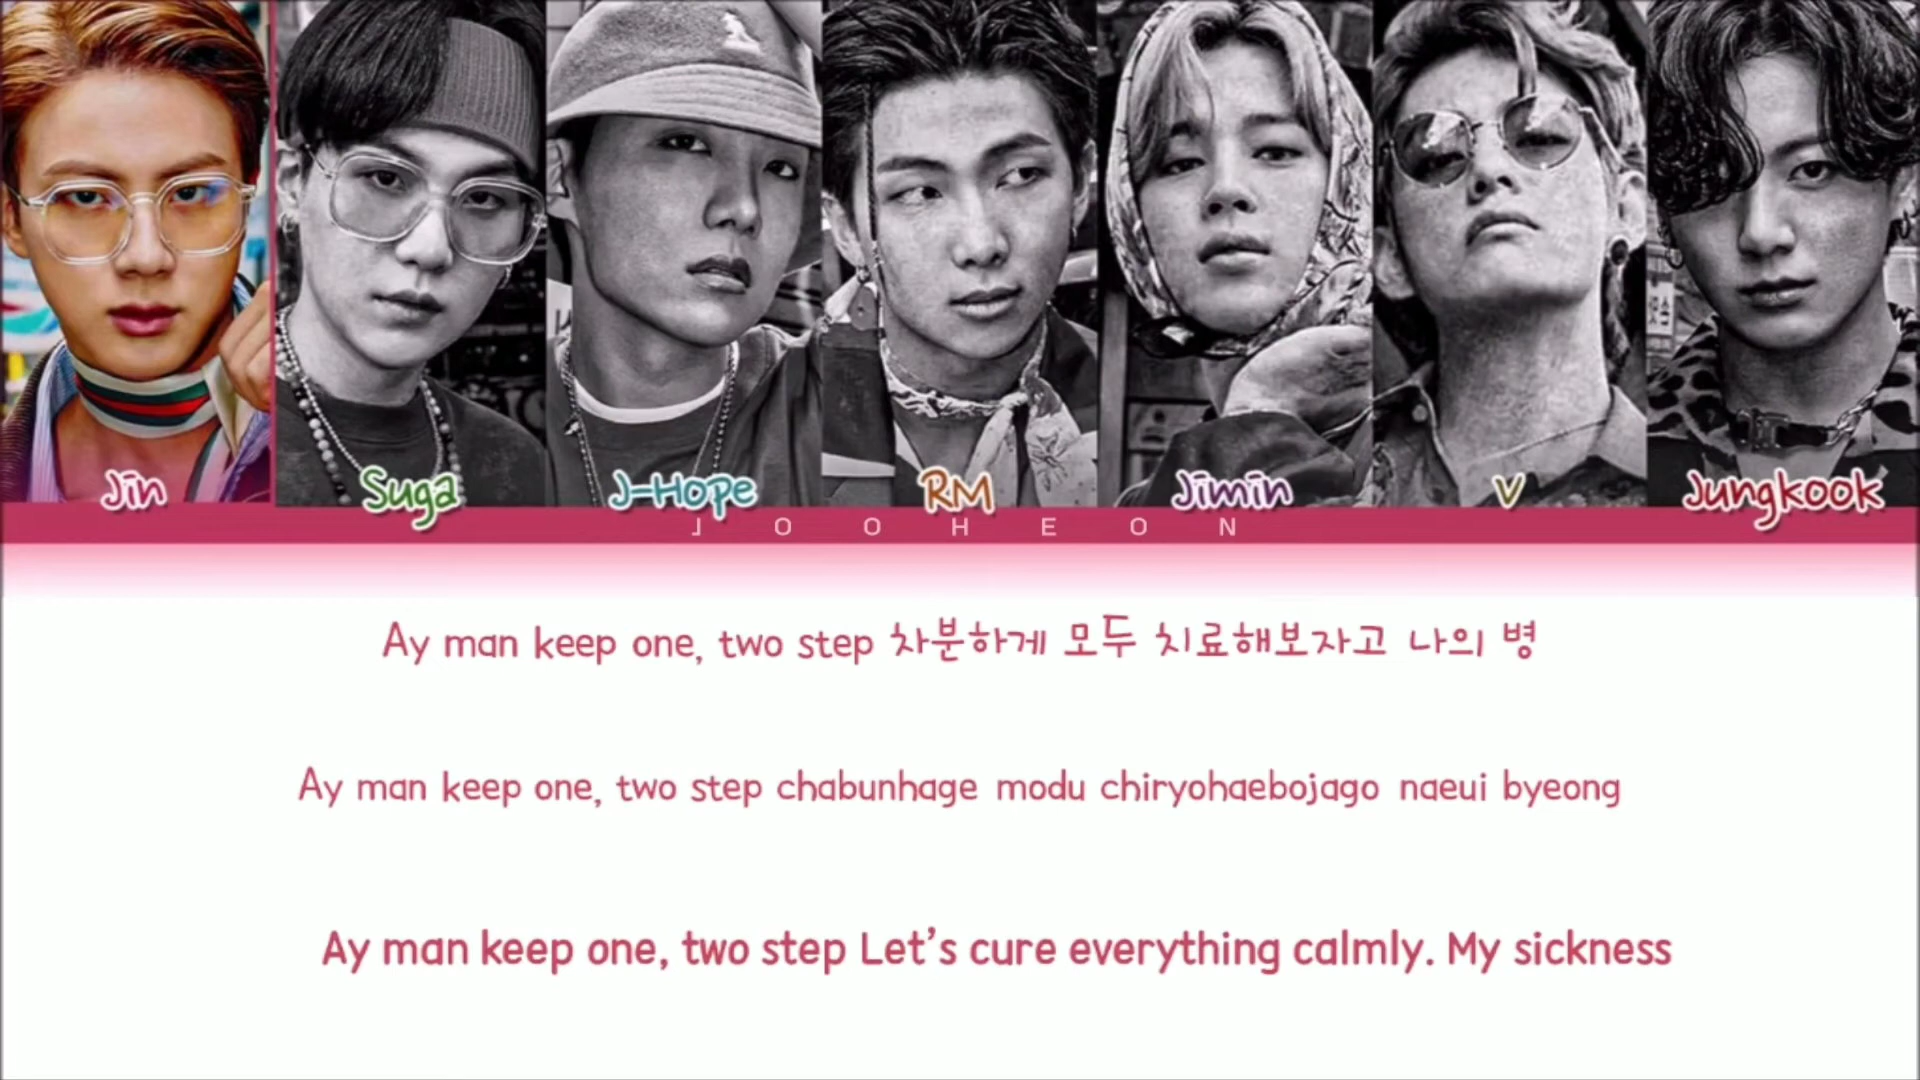 Jin Suga J-Hope RM Jimin V Jungkook
JOOHEON
Ay man keep one, two step 차분하게 모두 치료해보자고 나의 병
Ay man keep one, two step chabunhage modu chiryohaebojago naeui byeong
Ay man keep one, two step Let's cure everything calmly. My sickness